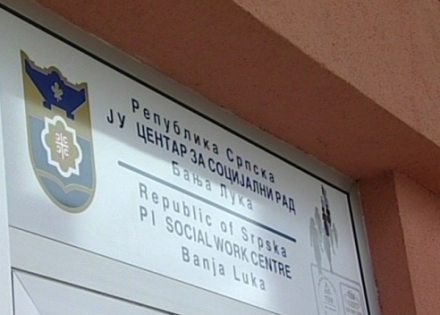 Република Српска
ЈУ ЦЕНТАР ЗА СОЦИЈАЛНИ РАД
Бања Лука
Republic of Srpska
PI SOCIAL WORK CENTRE
Banja Luka